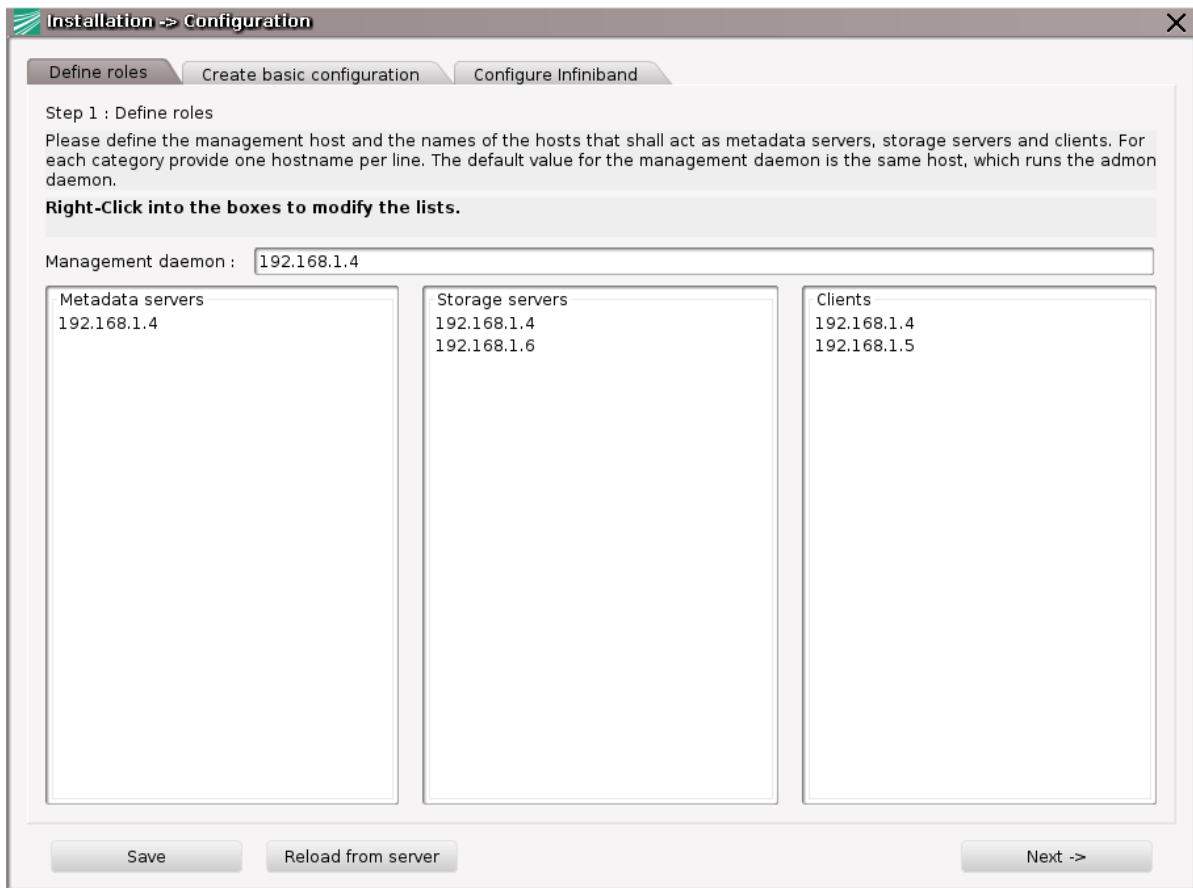 Installation -> Configuration
Define roles
Create basic configuration
Configure Infiniband
Step 1 : Define roles
Please define the management host and the names of the hosts that shall act as metadata servers, storage servers and clients. For
each category provide one hostname per line. The default value for the management daemon is the same host, which runs the admon
daemon.
Right-Click into the boxes to modify the lists.
Management daemon : 192.168.1.4
Metadata servers
192.168.1.4
Storage servers
192.168.1.4
192.168.1.6
Clients
192.168.1.4
192.168.1.5
Save
Reload from server
Next ->